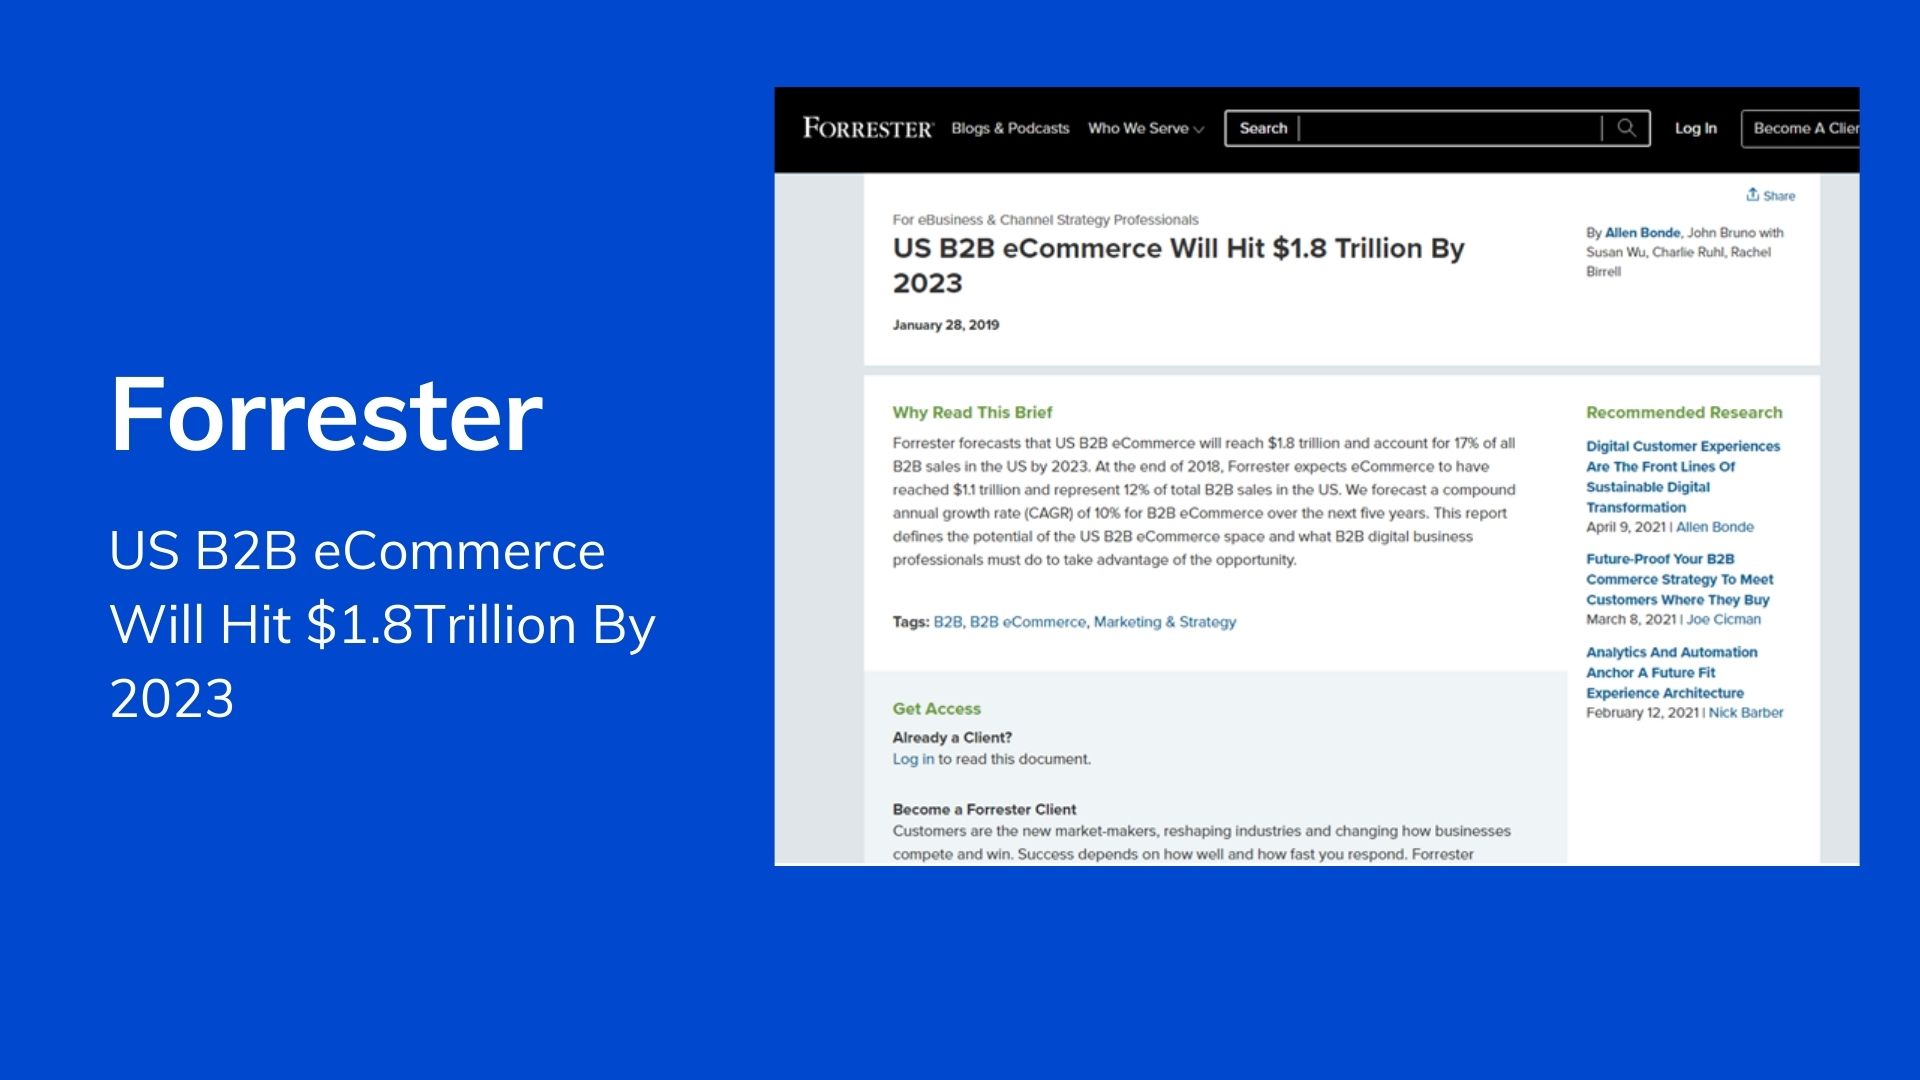 Forrester
US B2B eCommerce
Will Hit $1.8Trillion By
2023
FORRESTER Blogs & Podcasts Who We Serve Search Log In Become A Clien
Share
For eBusiness & Channel Strategy Professionals
US B2B eCommerce Will Hit $1.8 Trillion By
2023
January 28, 2019
By Allen Bonde, John Bruno with
Susan Wu, Charlie Ruhl, Rachel
Birrell
Why Read This Brief
Forrester forecasts that US B2B eCommerce will reach $1.8 trillion and account for 17% of all
B2B sales in the US by 2023. At the end of 2018, Forrester expects eCommerce to have
reached $1.1 trillion and represent 12% of total B2B sales in the US. We forecast a compound
annual growth rate (CAGR) of 10% for B2B eCommerce over the next five years. This report
defines the potential of the US B2B eCommerce space and what B2B digital business
professionals must do to take advantage of the opportunity.
Tags: B2B, B2B eCommerce, Marketing & Strategy
Get Access
Already a Client?
Log in to read this document.
Become a Forrester Client
Customers are the new market-makers, reshaping industries and changing how businesses
compete and win. Success depends on how well and how fast you respond. Forrester
Recommended Research
Digital Customer Experiences
Are The Front Lines Of
Sustainable Digital
Transformation
April 9, 2021 | Allen Bonde
Future-Proof Your B2B
Commerce Strategy To Meet
Customers Where They Buy
March 8, 2021 | Joe Cicman
Analytics And Automation
Anchor A Future Fit
Experience Architecture
February 12, 2021 | Nick Barber